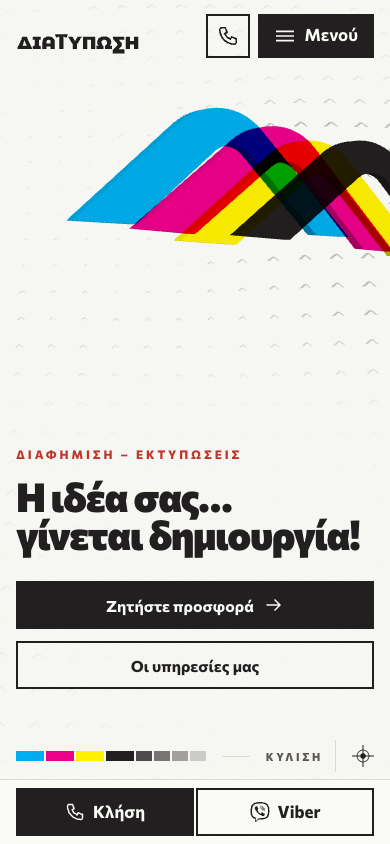 ΔΙΑΤΥΠΩΣΗ
Μενού
ΔΙΑΦΗΜΙΣΗ – ΕΚΤΥΠΩΣΕΙΣ
Η ιδέα σας...
γίνεται δημιουργία!
Ζητήστε προσφορά →
Οι υπηρεσίες μας
ΚΥΛΙΣΗ
Κλήση
Viber